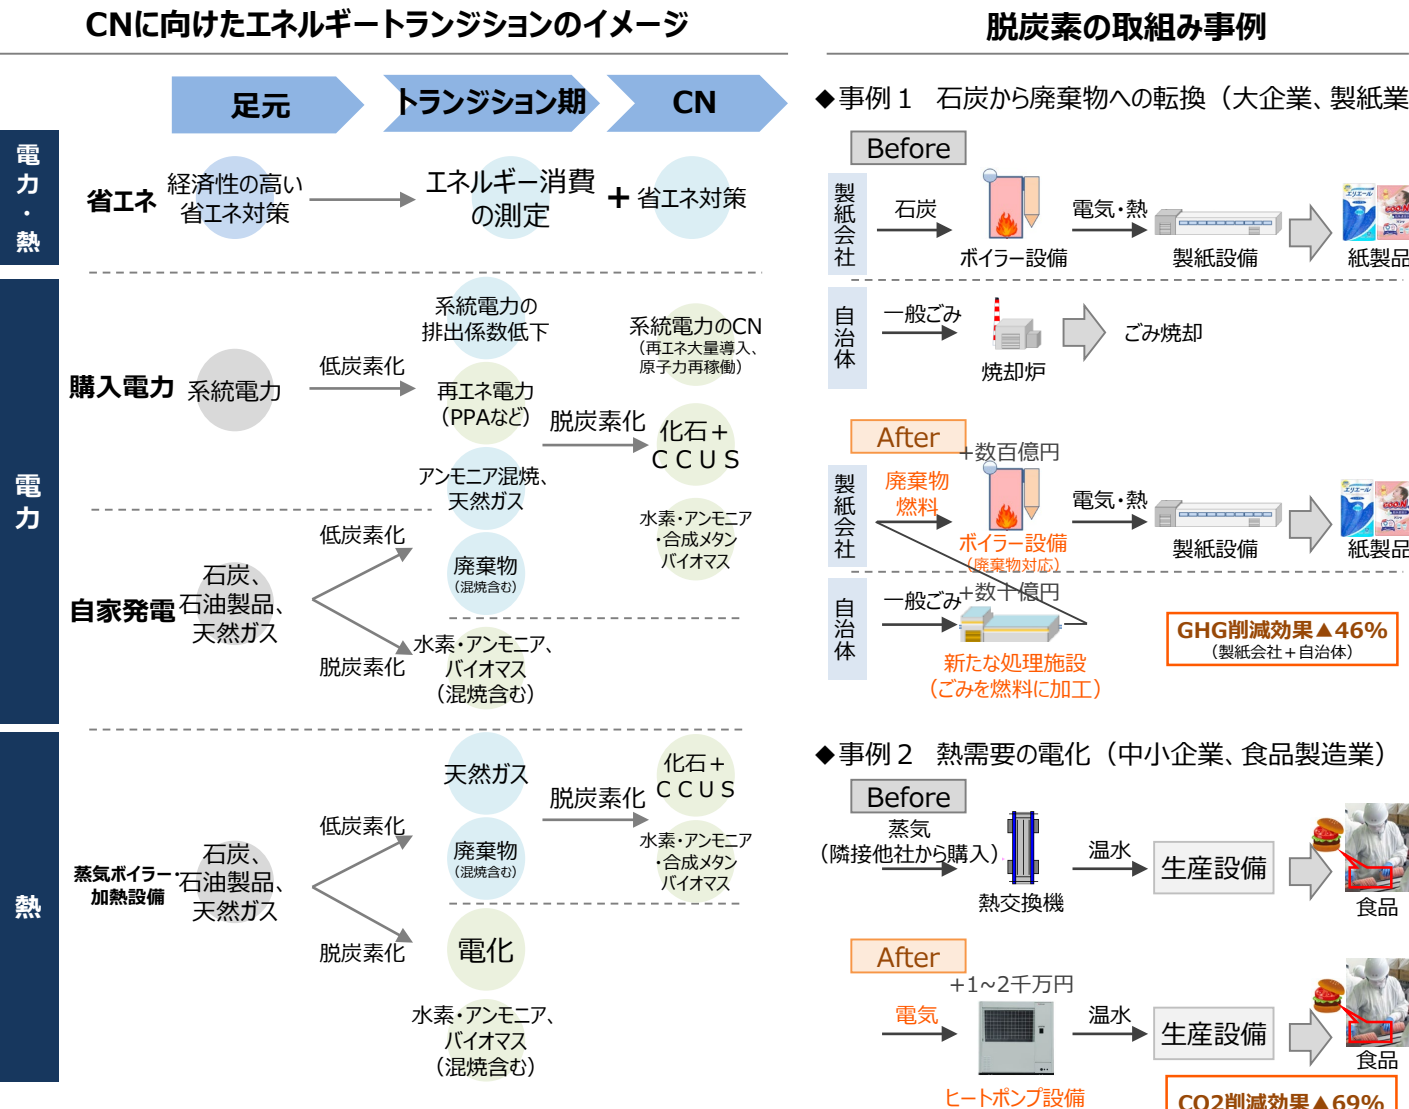 CNに向けたエネルギートランジションのイメージ
足元
トランジション期
CN
電力・熱
省エネ
経済性の高い
省エネ対策
エネルギー消費
の測定
+
省エネ対策
電力
購入電力
系統電力
低炭素化
系統電力の
排出係数低下
再エネ電力
(PPAなど)
アンモニア混焼、
天然ガス
脱炭素化
系統電力のCN
(再エネ大量導入、
原子力再稼働)
化石+
CCUS
水素・アンモニア
・合成メタン
バイオマス
自家発電
石炭、
石油製品、
天然ガス
低炭素化
脱炭素化
廃棄物
(混焼含む)
水素・アンモニア、
バイオマス
(混焼含む)
熱
蒸気ボイラー・
加熱設備
石炭、
石油製品、
天然ガス
低炭素化
脱炭素化
天然ガス
廃棄物
(混焼含む)
電化
水素・アンモニア、
バイオマス
(混焼含む)
脱炭素化
化石+
CCUS
水素・アンモニア
・合成メタン
バイオマス
脱炭素の取組み事例
◆事例1 石炭から廃棄物への転換(大企業、製紙業
Before
製紙会社
石炭
ボイラー設備
電気・熱
製紙設備
紙製品
自治体
一般ごみ
焼却炉
ごみ焼却
After
+数百億円
製紙会社
廃棄物
燃料
ボイラー設備
(廃棄物対応)
電気・熱
製紙設備
紙製品
自治体
一般ごみ
+数十億円
新たな処理施設
(ごみを燃料に加工)
GHG削減効果▲46%
(製紙会社+自治体)
◆事例2 熱需要の電化(中小企業、食品製造業)
Before
蒸気
(隣接他社から購入)
熱交換機
温水
生産設備
食品
After
+1~2千万円
電気
ヒートポンプ設備
温水
生産設備
食品
CO2削減効果▲69%